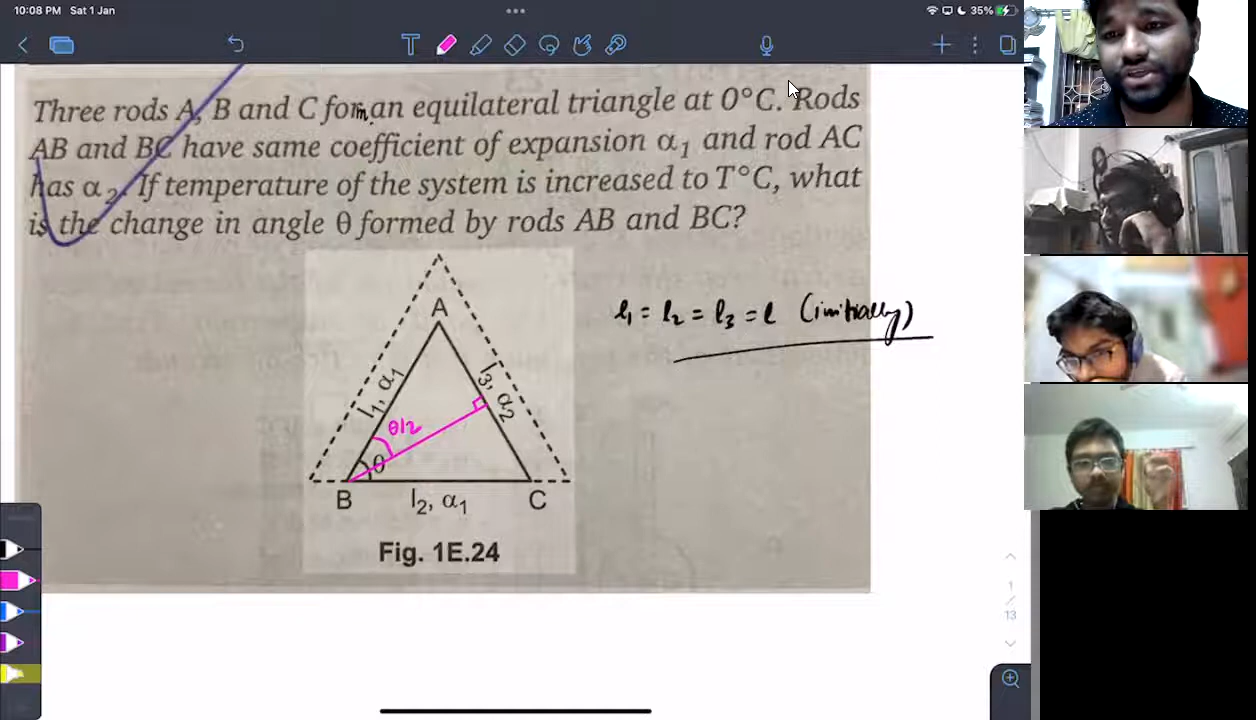 10:08 PM Sat 1 Jan
35%
T
Three rods A, B and C form an equilateral triangle at 0°C. Rods
AB and BC have same coefficient of expansion α₁ and rod AC
has α₂. If temperature of the system is increased to T°C, what
is the change in angle θ formed by rods AB and BC?
l₁ = l₂ = l₃ = l (initially)
A
l₁, α₁
l₃, α₂
θ/2
θ
B
l₂, α₁
C
Fig. 1E.24
1
/
13